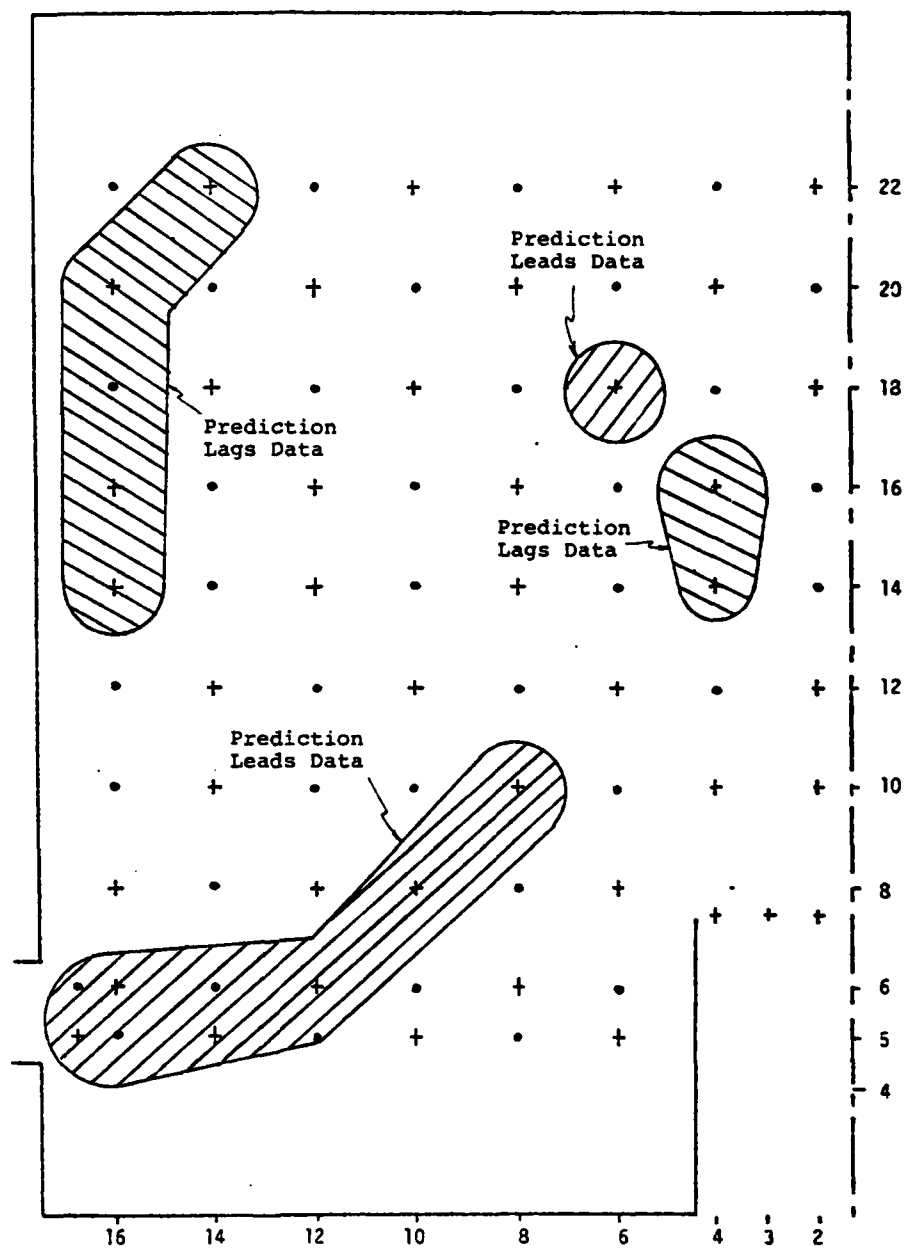 22
Prediction
Leads Data
20
18
Prediction
Lags Data
16
Prediction
Lags Data
14
12
Prediction
Leads Data
10
8
6
5
4
16 14 12 10 8 6 4 3 2